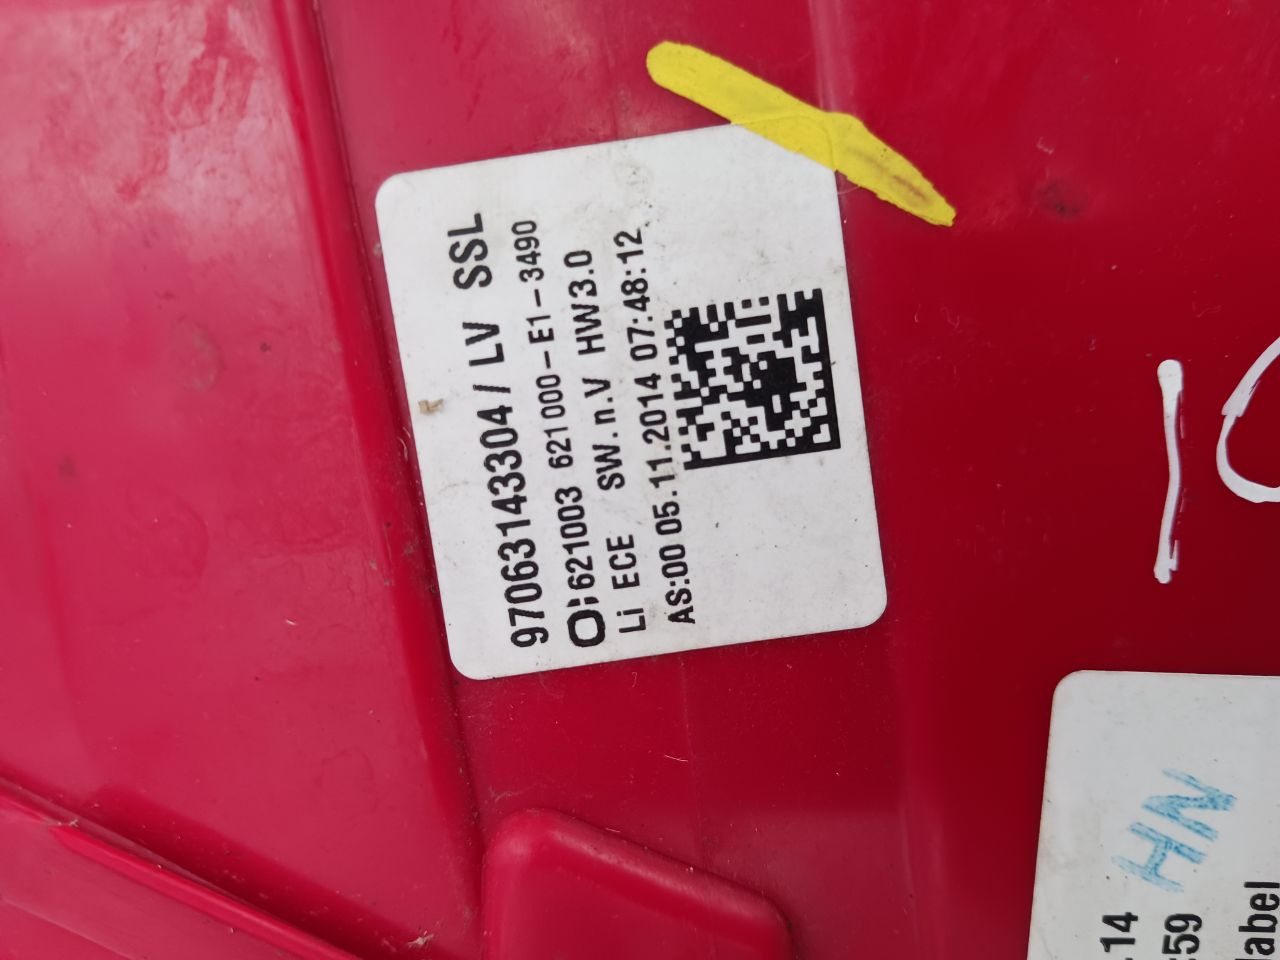 97063143304 / LV SSL
621003 621000-E1-3490
Li ECE SW.n.V HW3.0
AS:00 05.11.2014 07:48:12
HN
.14
:59
label